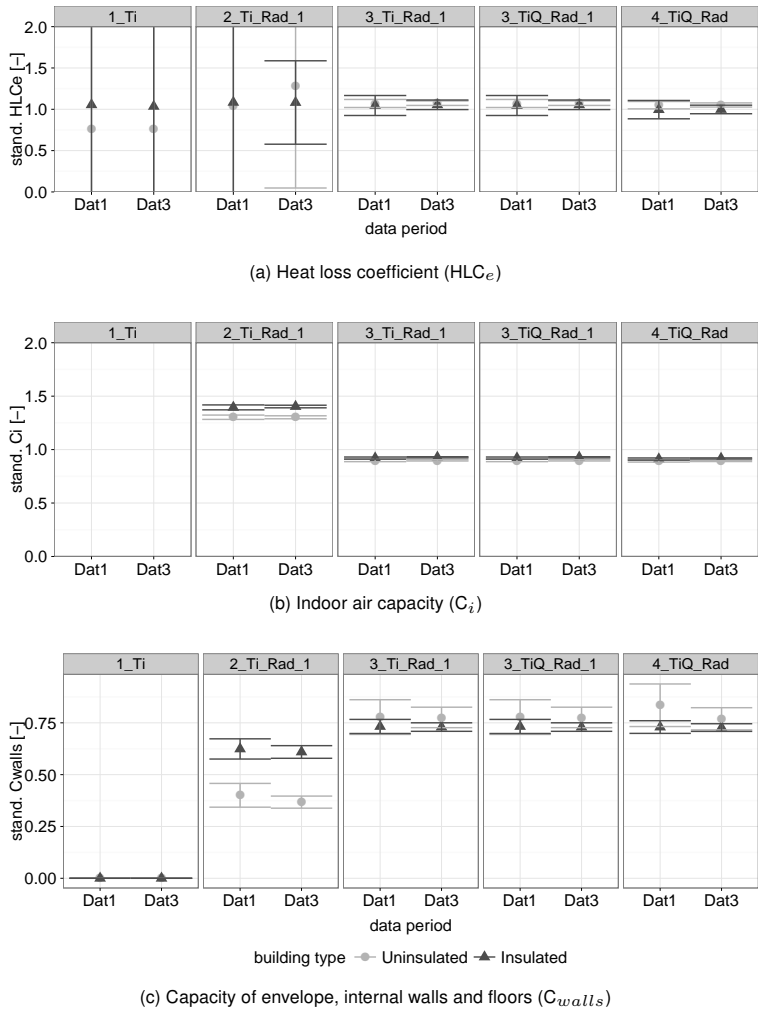 1_Ti 2_Ti_Rad_1 3_Ti_Rad_1 3_TiQ_Rad_1 4_TiQ_Rad
2.0
1.5
1.0
0.5
0.0
stand. HLCe [−]
Dat1 Dat3 Dat1 Dat3 Dat1 Dat3 Dat1 Dat3 Dat1 Dat3
data period
(a) Heat loss coefficient (HLCe)
1_Ti 2_Ti_Rad_1 3_Ti_Rad_1 3_TiQ_Rad_1 4_TiQ_Rad
2.0
1.5
1.0
0.5
0.0
stand. Ci [−]
Dat1 Dat3 Dat1 Dat3 Dat1 Dat3 Dat1 Dat3 Dat1 Dat3
(b) Indoor air capacity (Ci)
1_Ti 2_Ti_Rad_1 3_Ti_Rad_1 3_TiQ_Rad_1 4_TiQ_Rad
0.75
0.50
0.25
0.00
stand. Cwalls [−]
Dat1 Dat3 Dat1 Dat3 Dat1 Dat3 Dat1 Dat3 Dat1 Dat3
data period
building type Uninsulated Insulated
(c) Capacity of envelope, internal walls and floors (Cwalls)